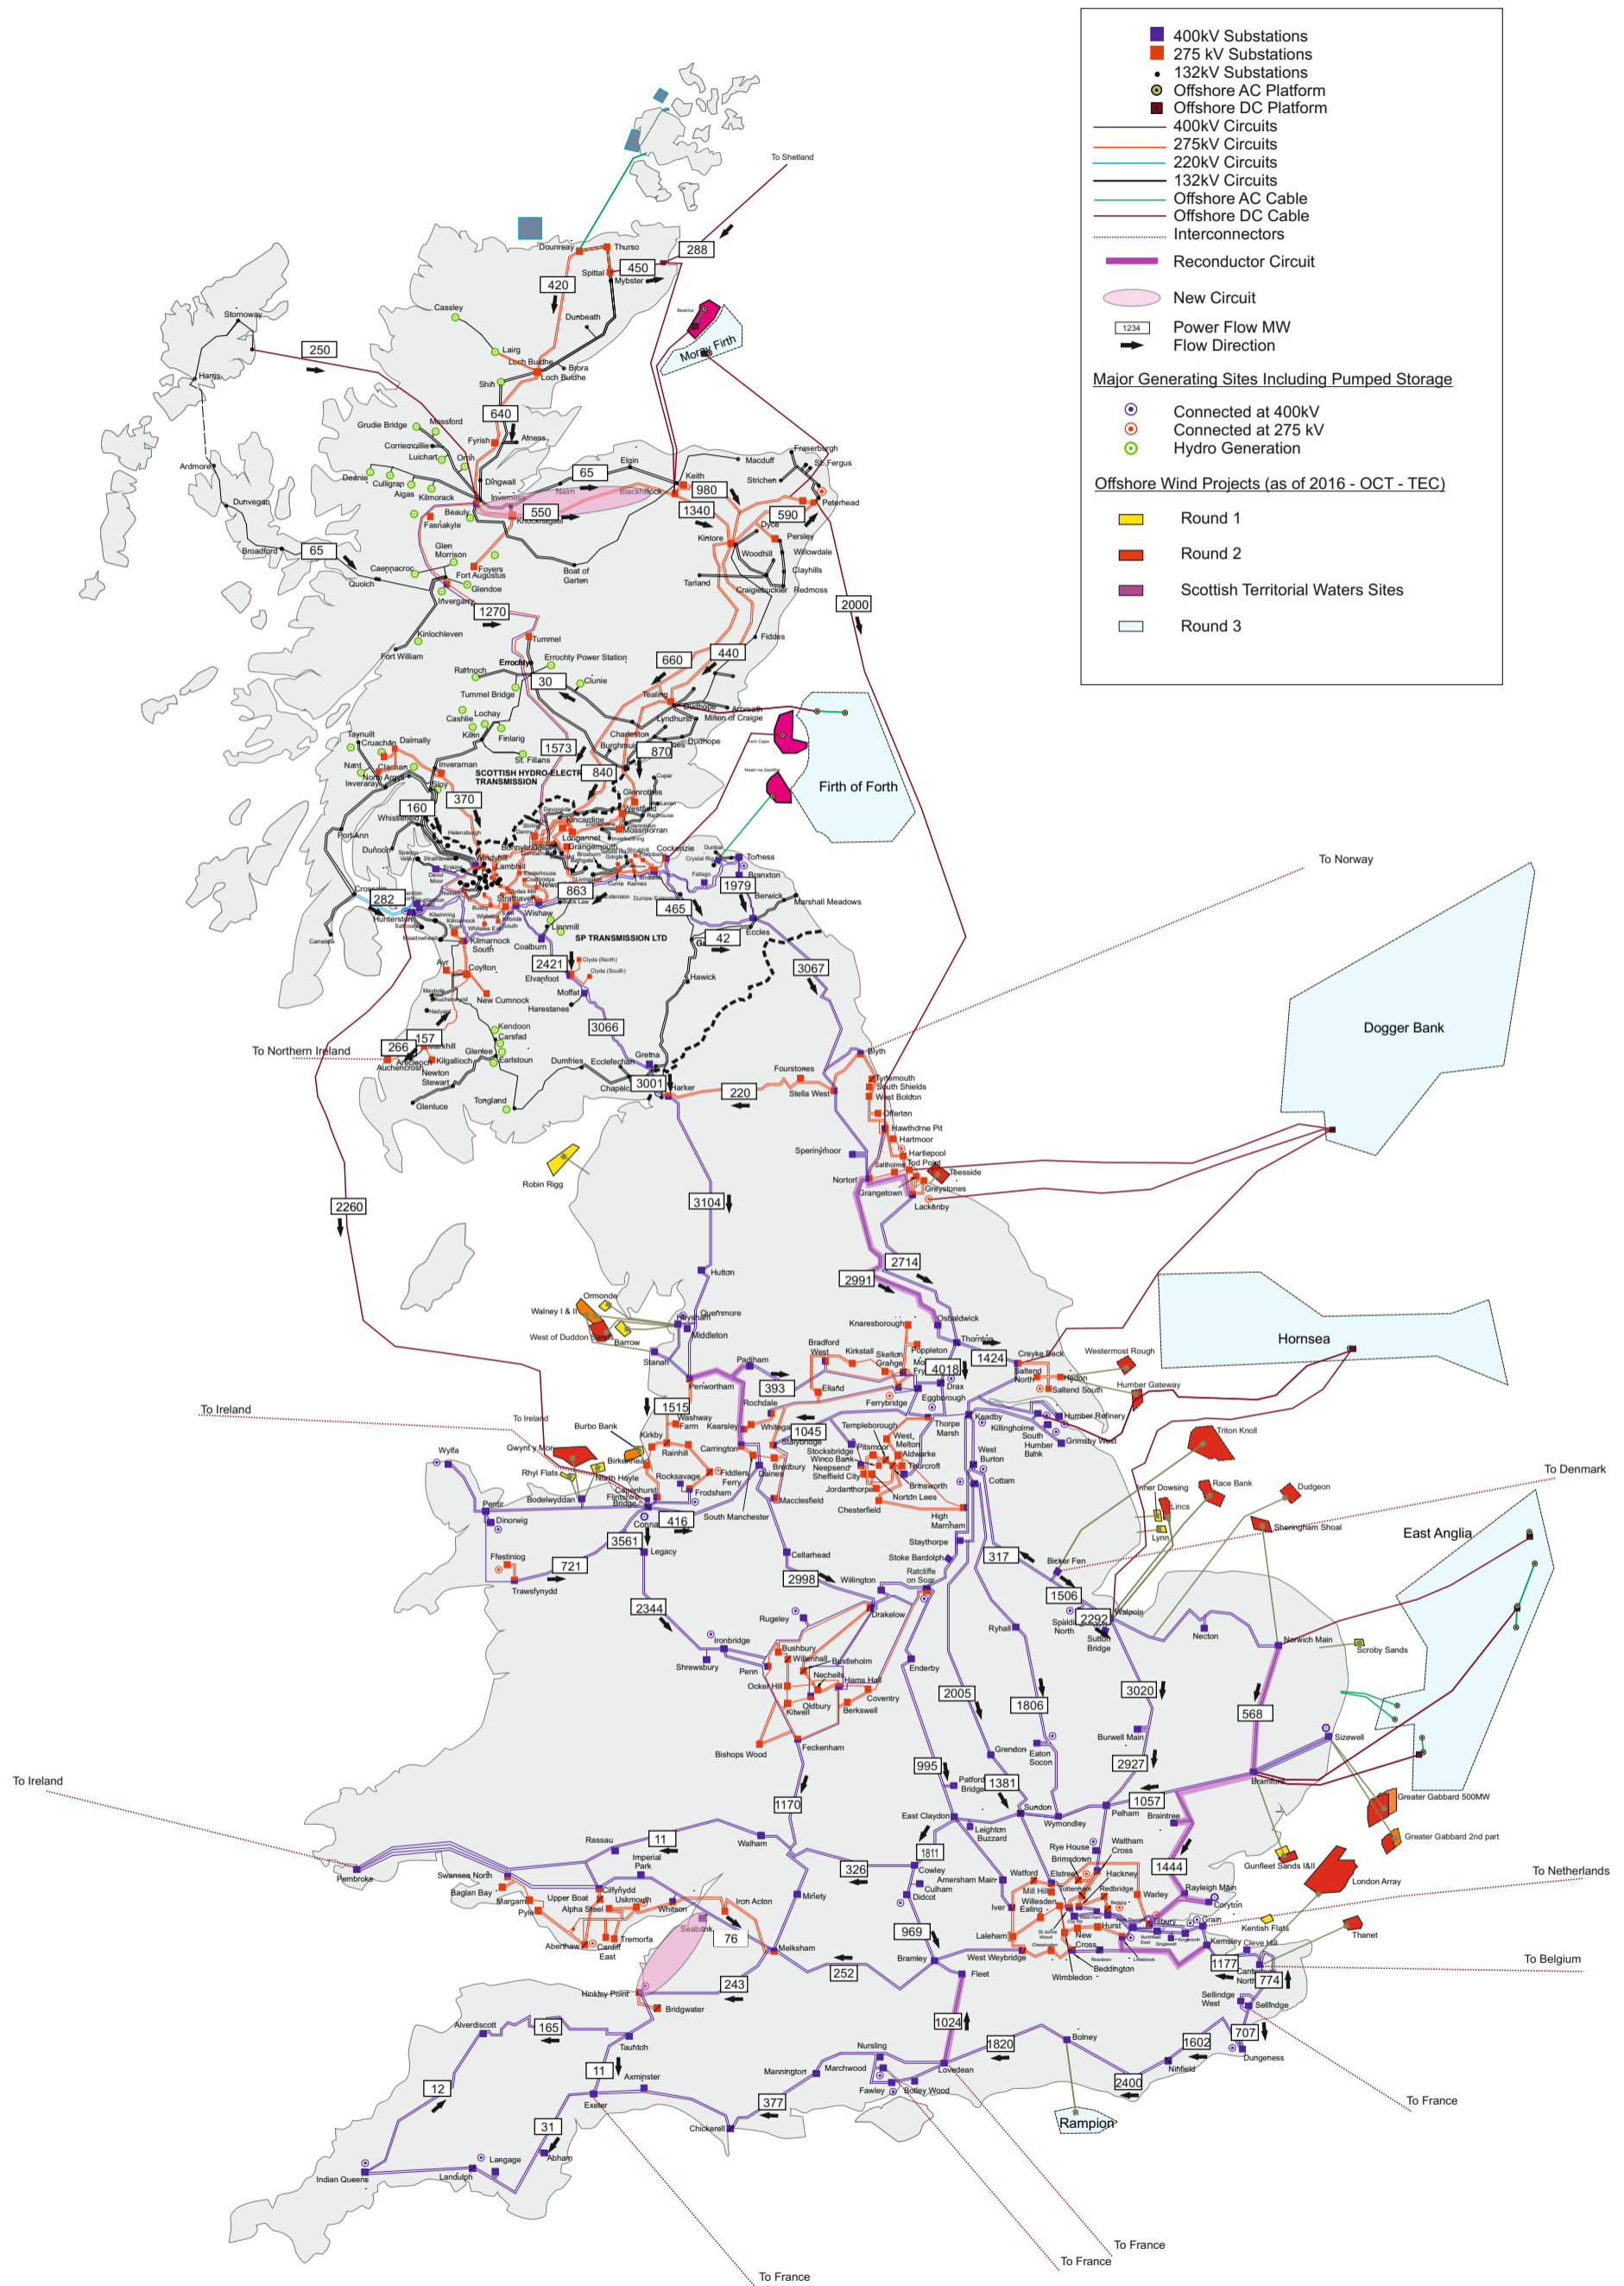 400kV Substations
275 kV Substations
132kV Substations
Offshore AC Platform
Offshore DC Platform
400kV Circuits
275kV Circuits
220kV Circuits
132kV Circuits
Offshore AC Cable
Offshore DC Cable
Interconnectors
Reconductor Circuit
New Circuit
1234 Power Flow MW
Flow Direction
Major Generating Sites Including Pumped Storage
Connected at 400kV
Connected at 275 kV
Hydro Generation
Offshore Wind Projects (as of 2016 - OCT - TEC)
Round 1
Round 2
Scottish Territorial Waters Sites
Round 3
To Shetland
Dounreay
Thurso
288
Spittal
450
Mybster
420
Cassley
Dunbeath
Beatrice
Moray Firth
Stornoway
250
Lairg
Loch Buidhe
Brora
Loch Buidhe
Harris
Shin
640
Grudie Bridge
Mossford
Corriemoillie
Fyrish
Alness
Luichart
Orrin
Fraserburgh
St. Fergus
Macduff
Strichen
Elgin
Keith
Ardmore
Deanie
Culligran
Aigas
Kilmorack
Dingwall
65
Nairn
Blackhillock
980
Inverness
Knocknagael
550
1340
590
Peterhead
Dunvegan
Beauly
Fasnakyle
Dyce
Kintore
Persley
Woodhill
Willowdale
Clayhills
Broadford
65
Glen
Morrison
Foyers
Fort Augustus
Glendoe
Boat of
Garten
Tarland
Craigiebuckler
Redmoss
Quoich
Invergarry
1270
2000
Kinlochleven
Fort William
Tummel
Fiddes
Errochty
Errochty Power Station
660
440
Rannoch
30
Clunie
Tummel Bridge
Tealing
Dudhope
Arbroath
Cashlie
Lochay
Lyndhurst
Milton of Craigie
Killin
Finlarig
Charleston
Dudhope
Taynuilt
Cruachan
Dalmally
St. Fillans
1573
870
Nant
Clachan
Inverarnan
SCOTTISH HYDRO-ELECTR
TRANSMISSION
840
Cupar
Firth of Forth
North Argyll
Inveraray
Sloy
Glenrothes
Leven
Westfield
Redhouse
160
370
Whistlefield
Helensburgh
Kincardine
Mossmorran
Port Ann
Longannet
Grangemouth
Bonnybridge
Dunoon
Windyhill
Lambhill
Cockenzie
Dunbar
Torness
Crystal Rig
Branxton
Fallago
To Norway
863
1979
Berwick
Marshall Meadows
282
Strathaven
Wishaw
465
Hunterston
Eccles
Linnmill
42
Kilmarnock
South
Coalburn
SP TRANSMISSION LTD
3067
Ayr
Coylton
2421
Clyde (North)
Clyde (South)
Elvanfoot
Hawick
New Cumnock
Moffat
Harestanes
Dogger Bank
Kendoon
Carsfad
3066
157
266
To Northern Ireland
Glenlee
Earlstoun
Dumfries
Ecclefechan
Gretna
Kilgallioch
Auchencrosh
Newton
Stewart
Chapelcross
3001
Harker
Blyth
Fourstones
220
Stella West
Tynemouth
South Shields
West Boldon
Offerton
Glenluce
Tongland
Hawthorne Pit
Hartmoor
Hartlepool
Spennymoor
Saltholme
Tod Point
Teesside
Norton
Grangetown
Greystones
Lackenby
Robin Rigg
2260
3104
2714
2991
Hutton
Ormonde
Walney I & II
Quernmore
Heysham
Middleton
West of Duddon Sands
Barrow
Stanah
Knaresborough
Osbaldwick
Thornton
Hornsea
Bradford
West
Kirkstall
Skelton
Grange
Poppleton
1424
Creyke Beck
Westermost Rough
Saltend
North
Hedon
Saltend South
Humber Gateway
Padiham
393
Penwortham
4018
Drax
Elland
Eggborough
Ferrybridge
1515
Rochdale
To Ireland
Washway
Farm
Kearsley
Whitegate
1045
Templeborough
Thorpe
Marsh
Keadby
Humber Refinery
Killingholme
South
Humber
Bank
Grimsby West
To Ireland
Burbo Bank
Kirkby
Stalybridge
Rainhill
Carrington
Stocksbridge
Pitsmoor
West
Melton
Aldwarke
Thurcroft
West
Burton
Triton Knoll
Gwynt y Mor
Birkenhead
Bredbury
Winco Bank
Neepsend
Sheffield City
Brinsworth
Cottam
To Denmark
Wylfa
Rhyl Flats
North Hoyle
Rocksavage
Fiddlers
Ferry
Daines
Jordanthorpe
Norton Lees
Inner Dowsing
Race Bank
Dudgeon
Capenhurst
Frodsham
Macclesfield
Chesterfield
Lincs
Pentir
Bodelwyddan
Flintshire
Bridge
416
South Manchester
High
Marnham
Lynn
Sheringham Shoal
East Anglia
Dinorwig
3561
Legacy
Staythorpe
317
Ffestiniog
721
Cellarhead
Stoke Bardolph
Bicker Fen
Trawsfynydd
2998
Willington
Ratcliffe
on Soar
1506
2344
Rugeley
Drakelow
2292
Walpole
Spalding
North
Sutton
Bridge
Necton
Norwich Main
Scroby Sands
Ironbridge
Ryhall
Shrewsbury
Penn
Bushbury
Willenhall
Bustleholm
Enderby
Nechells
Hams Hall
Ocker Hill
Oldbury
Coventry
Kitwell
Berkswell
2005
1806
3020
568
Bishops Wood
Feckenham
Burwell Main
Sizewell
Grendon
Eaton
Socon
2927
995
Patford
Bridge
1381
Bramford
To Ireland
1170
1057
Greater Gabbard 500MW
Sundon
Pelham
Braintree
East Claydon
Wymondley
Greater Gabbard 2nd part
Leighton
Buzzard
Rassau
11
Walham
1811
Rye House
Waltham
Cross
Brimsdown
1444
Gunfleet Sands I&II
Imperial
Park
326
Cowley
Watford
Elstree
Hackney
London Array
To Netherlands
Pembroke
Swansea North
Baglan Bay
Cilfynydd
Culham
Amersham Main
Mill Hill
Tottenham
Redbridge
Warley
Rayleigh Main
Margam
Upper Boat
Uskmouth
Iron Acton
Didcot
Willesden
Coryton
Pyle
Alpha Steel
Whitson
Minety
Iver
Ealing
Tilbury
Grain
Kentish Flats
Seabank
969
Hurst
Thanet
Aberthaw
Cardiff
East
Tremorfa
76
Laleham
New
Cross
Kemsley
Cleve Hill
Melksham
Bramley
West Weybridge
Beddington
1177
Canterbury
North
To Belgium
252
Wimbledon
774
Hinkley Point
243
Fleet
Sellindge
West
Sellindge
Bridgwater
Alverdiscott
165
1024
707
Taunton
Nursling
1820
Bolney
1602
Dungeness
11
Mannington
Marchwood
Lovedean
Ninfield
12
Axminster
Fawley
Botley Wood
2400
To France
Exeter
377
31
Chickerell
Rampion
Abham
Langage
Indian Queens
Landulph
To France
To France
To France